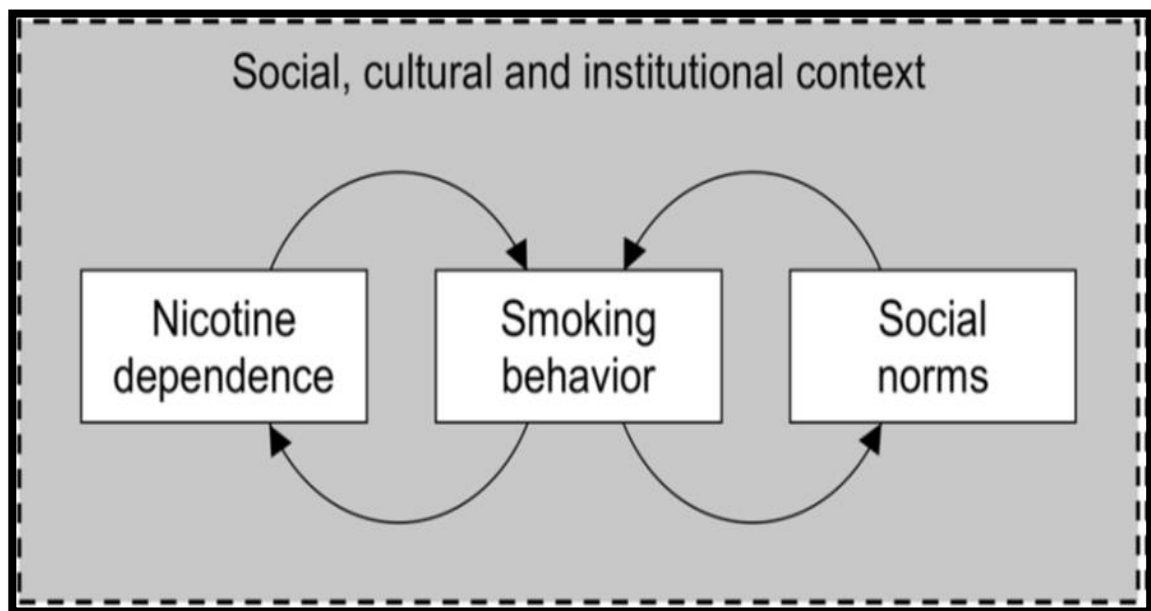 Social, cultural and institutional context
Nicotine
dependence
Smoking
behavior
Social
norms